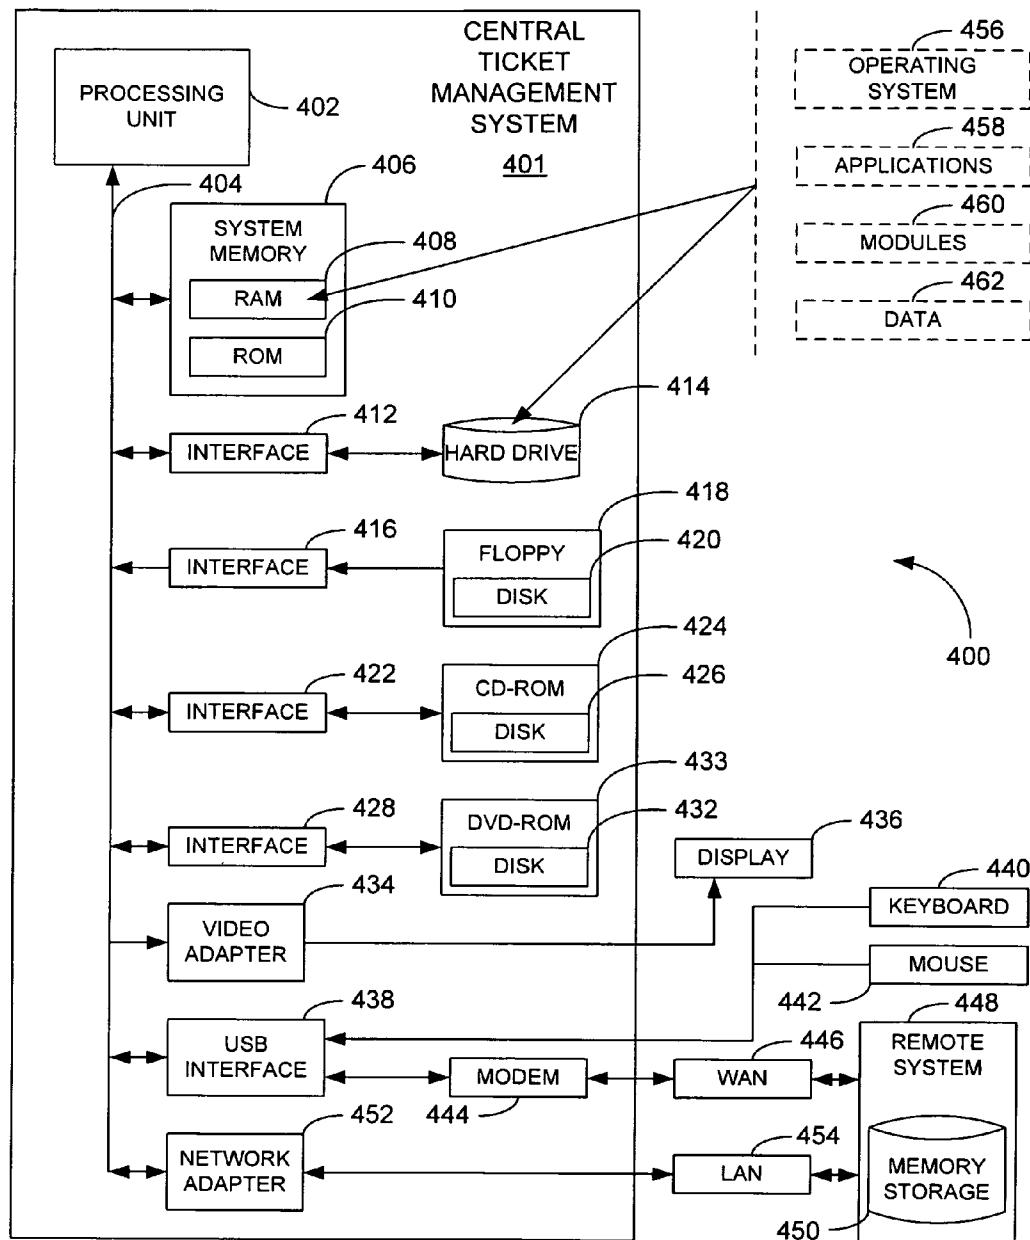 CENTRAL
TICKET
MANAGEMENT
SYSTEM
401
PROCESSING
UNIT
402
404
406
SYSTEM
MEMORY
408
RAM
410
ROM
412
INTERFACE
414
HARD DRIVE
416
INTERFACE
418
FLOPPY
420
DISK
422
INTERFACE
424
CD-ROM
426
DISK
428
INTERFACE
433
DVD-ROM
432
DISK
434
VIDEO
ADAPTER
436
DISPLAY
438
USB
INTERFACE
440
KEYBOARD
MOUSE
442
MODEM
444
446
WAN
448
REMOTE
SYSTEM
452
NETWORK
ADAPTER
454
LAN
MEMORY
STORAGE
450
456
OPERATING
SYSTEM
458
APPLICATIONS
460
MODULES
462
DATA
400